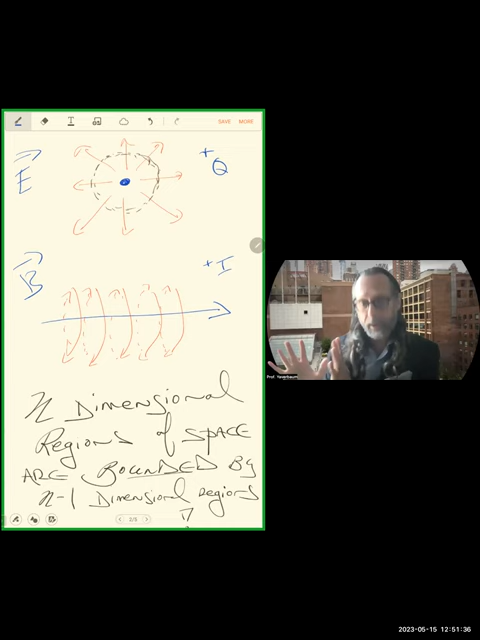 SAVE MORE
E
+Q
B
+I
n Dimensional
Regions of SPACE
ARE BOUNDED By
n-1 Dimensional regions
2/5
Prof. Yaverbaum
2023-05-15 12:51:36